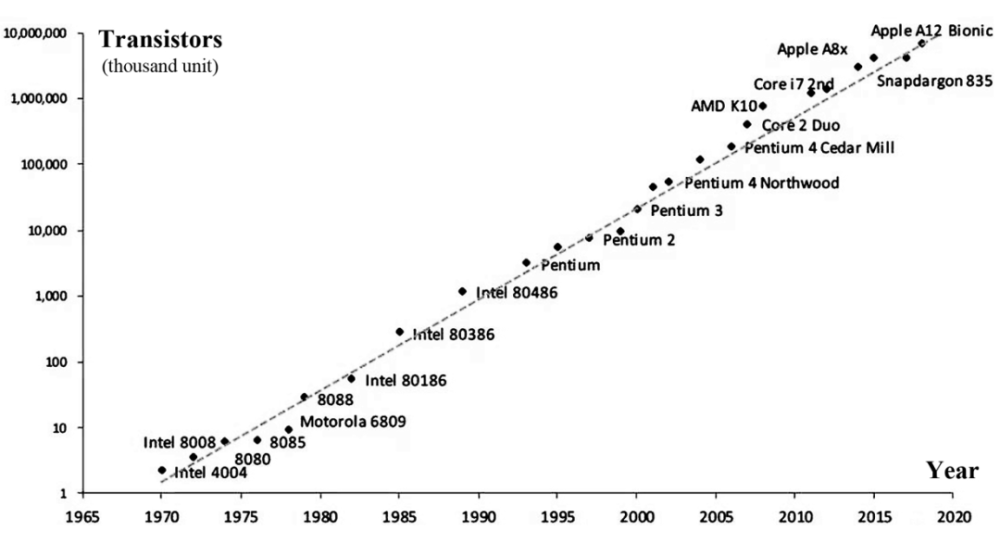 Transistors
(thousand unit)
10,000,000
1,000,000
100,000
10,000
1,000
100
10
1
Apple A12 Bionic
Apple A8x
Snapdargon 835
Core i7 2nd
AMD K10
Core 2 Duo
Pentium 4 Cedar Mill
Pentium 4 Northwood
Pentium 3
Pentium 2
Pentium
Intel 80486
Intel 80386
Intel 80186
8088
Motorola 6809
Intel 8008
8085
8080
Intel 4004
Year
1965 1970 1975 1980 1985 1990 1995 2000 2005 2010 2015 2020